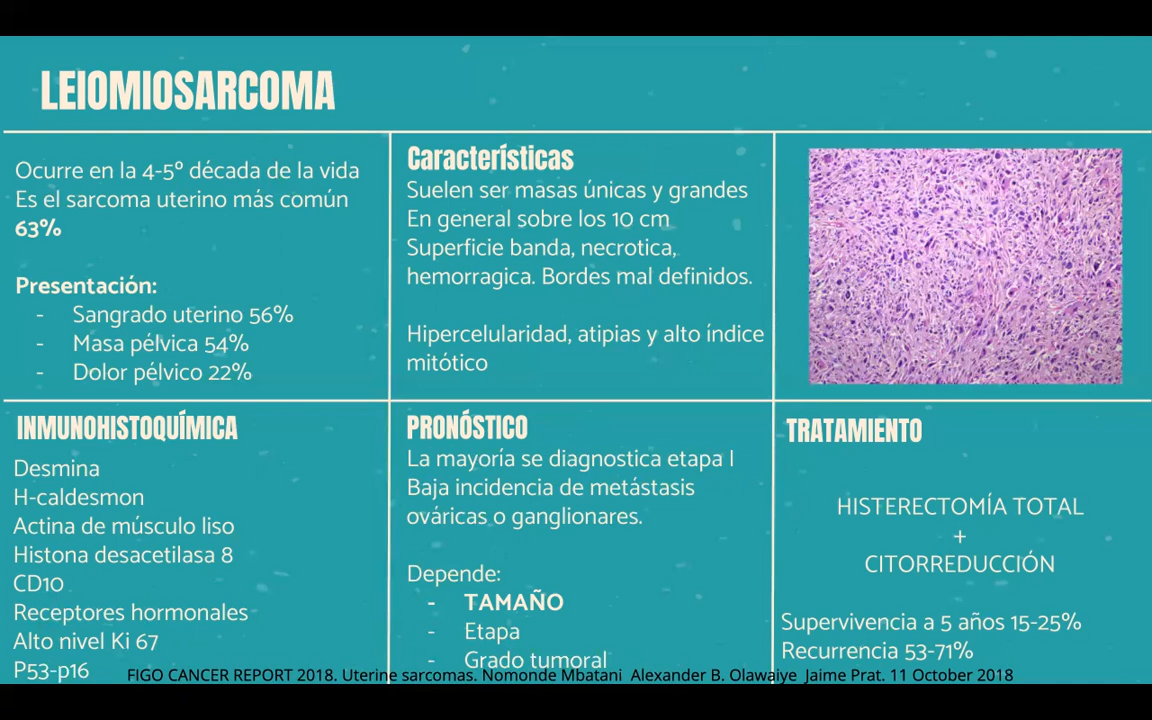 LEIOMIOSARCOMA
Ocurre en la 4-5º década de la vida
Es el sarcoma uterino más común
63%
Presentación:
- Sangrado uterino 56%
- Masa pélvica 54%
- Dolor pélvico 22%
Características
Suelen ser masas únicas y grandes
En general sobre los 10 cm
Superficie banda, necrotica,
hemorragica. Bordes mal definidos.
Hipercelularidad, atipias y alto índice
mitótico
INMUNOHISTOQUÍMICA
Desmina
H-caldesmon
Actina de músculo liso
Histona desacetilasa 8
CD10
Receptores hormonales
Alto nivel Ki 67
P53-p16
PRONÓSTICO
La mayoría se diagnostica etapa I
Baja incidencia de metástasis
ováricas o ganglionares.
Depende:
- TAMAÑO
- Etapa
- Grado tumoral
TRATAMIENTO
HISTERECTOMÍA TOTAL
+
CITORREDUCCIÓN
Supervivencia a 5 años 15-25%
Recurrencia 53-71%
FIGO CANCER REPORT 2018. Uterine sarcomas. Nomonde Mbatani Alexander B. Olawaiye Jaime Prat. 11 October 2018